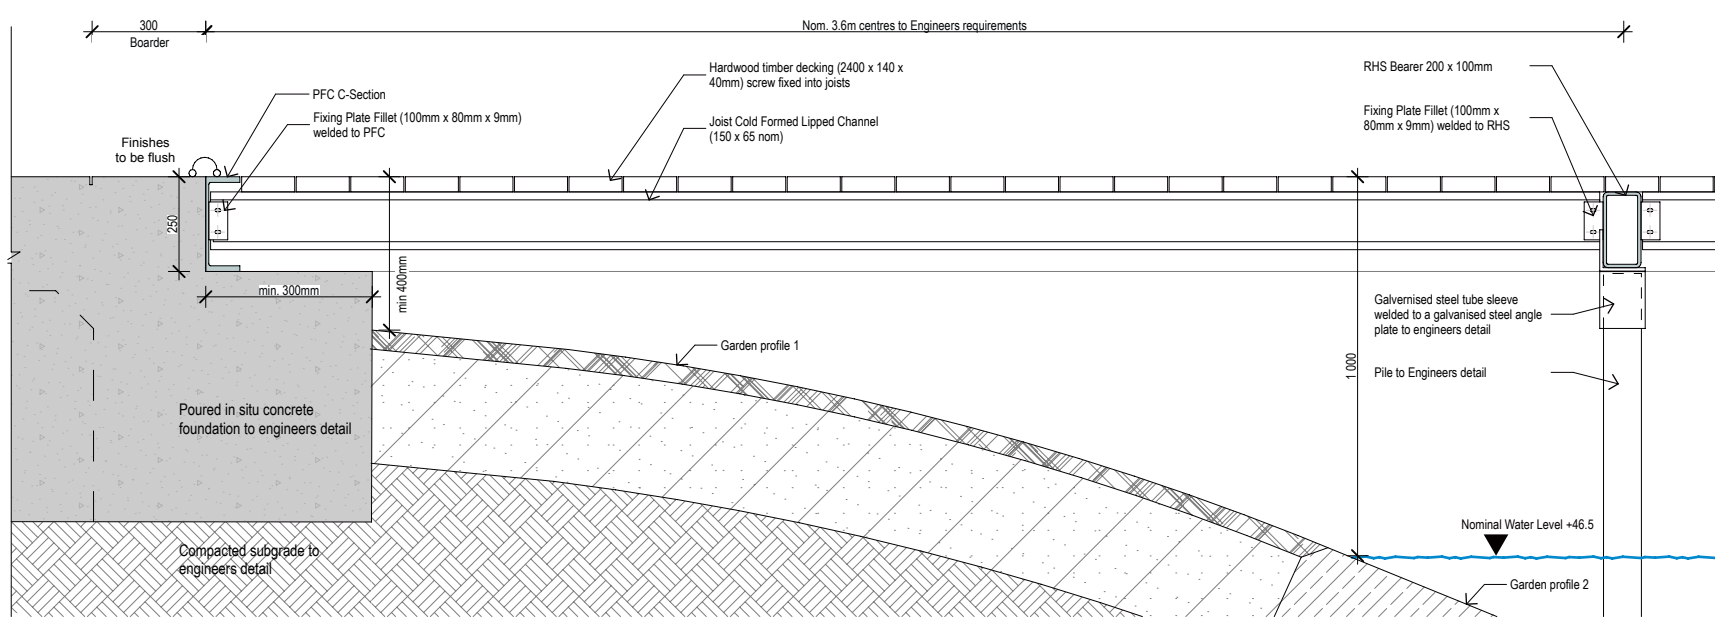 300
Boarder
Nom. 3.6m centres to Engineers requirements
Hardwood timber decking (2400 x 140 x
40mm) screw fixed into joists
RHS Bearer 200 x 100mm
PFC C-Section
Fixing Plate Fillet (100mm x 80mm x 9mm)
welded to PFC
Joist Cold Formed Lipped Channel
(150 x 65 nom)
Fixing Plate Fillet (100mm x
80mm x 9mm) welded to RHS
Finishes
to be flush
250
min. 300mm
min 400mm
Galvernised steel tube sleeve
welded to a galvanised steel angle
plate to engineers detail
Garden profile 1
1 000
Pile to Engineers detail
Poured in situ concrete
foundation to engineers detail
Nominal Water Level +46.5
Compacted subgrade to
engineers detail
Garden profile 2